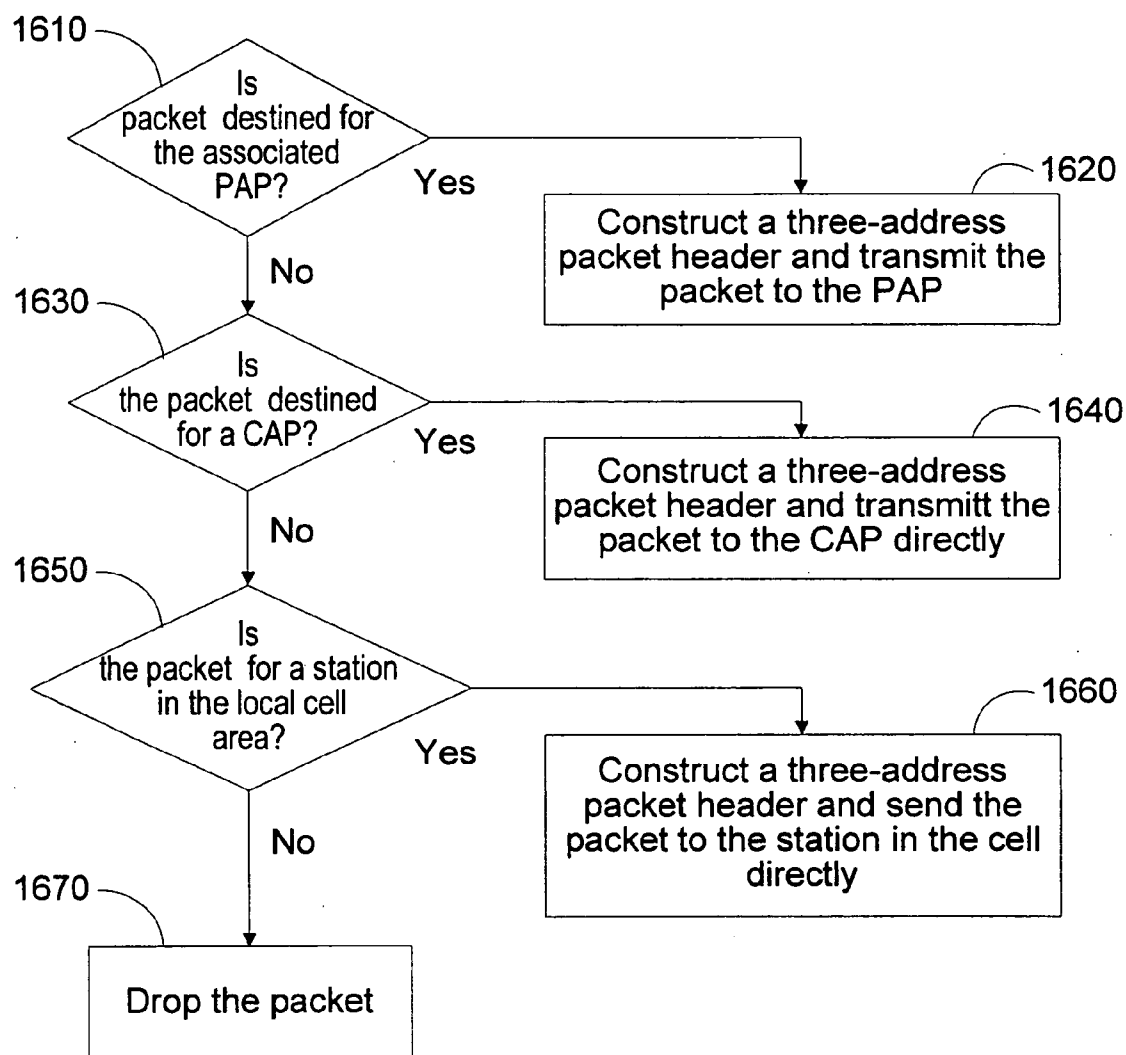 1610
Is
packet destined for
the associated
PAP?
Yes
1620
Construct a three-address
packet header and transmit the
packet to the PAP
No
1630
Is
the packet destined
for a CAP?
Yes
1640
Construct a three-address
packet header and transmitt the
packet to the CAP directly
No
1650
Is
the packet for a station
in the local cell
area?
Yes
1660
Construct a three-address
packet header and send the
packet to the station in the cell
directly
No
1670
Drop the packet